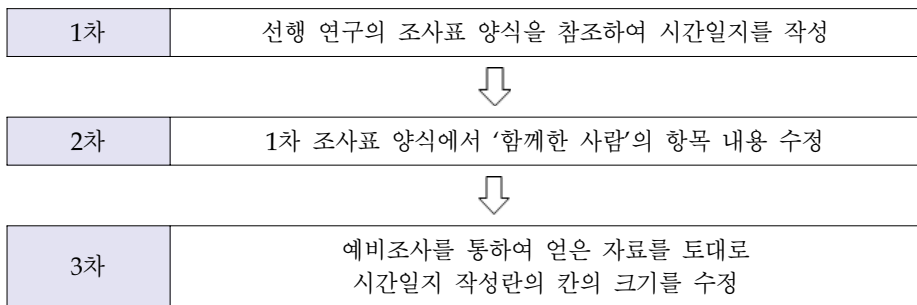 1차
선행 연구의 조사표 양식을 참조하여 시간일지를 작성
2차
1차 조사표 양식에서 ‘함께한 사람’의 항목 내용 수정
3차
예비조사를 통하여 얻은 자료를 토대로
시간일지 작성란의 칸의 크기를 수정